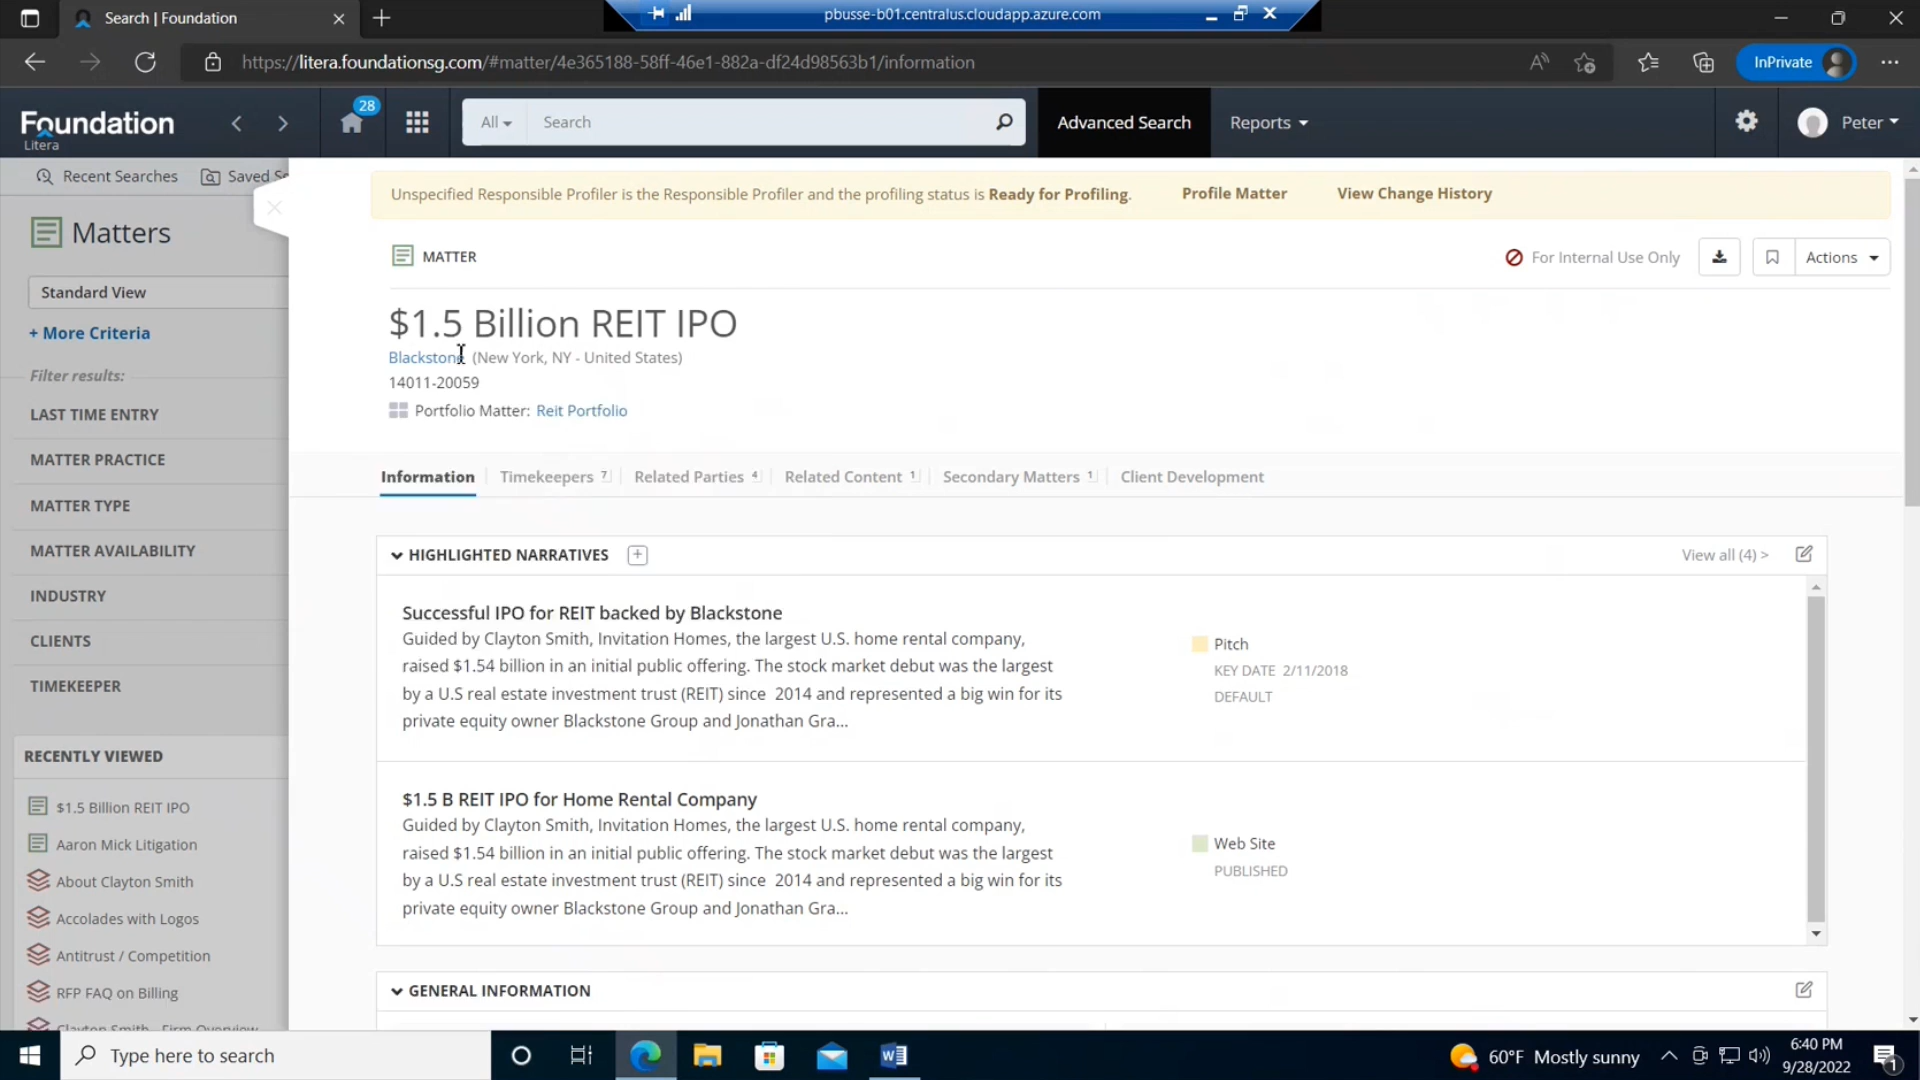 Search | Foundation
pbusse-b01.centralus.cloudapp.azure.com
https://litera.foundationsg.com/#matter/4e365188-58ff-46e1-882a-df24d98563b1/information
InPrivate
Foundation
Litera
28
All
Search
Advanced Search
Reports
Peter
Recent Searches
Saved Se
Unspecified Responsible Profiler is the Responsible Profiler and the profiling status is Ready for Profiling.
Profile Matter
View Change History
Matters
MATTER
For Internal Use Only
Actions
Standard View
$1.5 Billion REIT IPO
+ More Criteria
Blackstone (New York, NY - United States)
14011-20059
Filter results:
Portfolio Matter: Reit Portfolio
LAST TIME ENTRY
MATTER PRACTICE
MATTER TYPE
MATTER AVAILABILITY
INDUSTRY
CLIENTS
TIMEKEEPER
Information
Timekeepers 7
Related Parties 4
Related Content 1
Secondary Matters 1
Client Development
HIGHLIGHTED NARRATIVES
View all (4) >
Successful IPO for REIT backed by Blackstone
Guided by Clayton Smith, Invitation Homes, the largest U.S. home rental company,
raised $1.54 billion in an initial public offering. The stock market debut was the largest
by a U.S real estate investment trust (REIT) since 2014 and represented a big win for its
private equity owner Blackstone Group and Jonathan Gra...
Pitch
KEY DATE 2/11/2018
DEFAULT
$1.5 B REIT IPO for Home Rental Company
Guided by Clayton Smith, Invitation Homes, the largest U.S. home rental company,
raised $1.54 billion in an initial public offering. The stock market debut was the largest
by a U.S real estate investment trust (REIT) since 2014 and represented a big win for its
private equity owner Blackstone Group and Jonathan Gra...
Web Site
PUBLISHED
GENERAL INFORMATION
RECENTLY VIEWED
$1.5 Billion REIT IPO
Aaron Mick Litigation
About Clayton Smith
Accolades with Logos
Antitrust / Competition
RFP FAQ on Billing
Clayton Smith - Firm Overview
Type here to search
60°F Mostly sunny
6:40 PM
9/28/2022
1